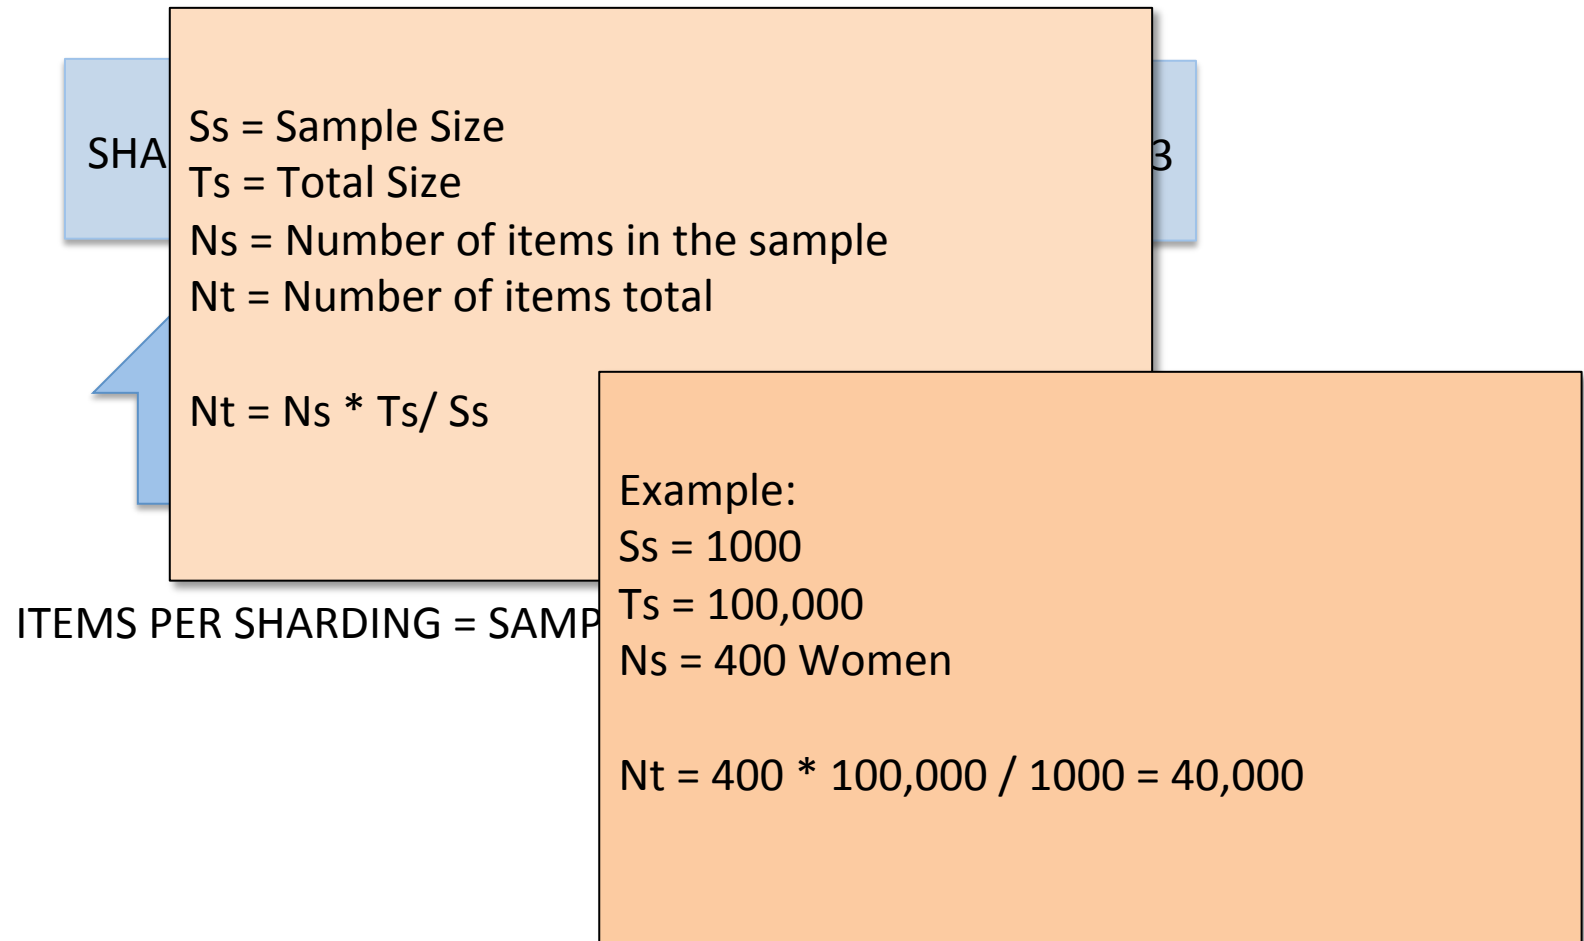 Ss = Sample Size
SHA
Ts = Total Size
3
Ns = Number of items in the sample
Nt = Number of items total
Nt = Ns * Ts/ Ss
Example:
Ss = 1000
Ts = 100,000
ITEMS PER SHARDING = SAMP
Ns = 400 Women
Nt = 400 * 100,000 / 1000 = 40,000